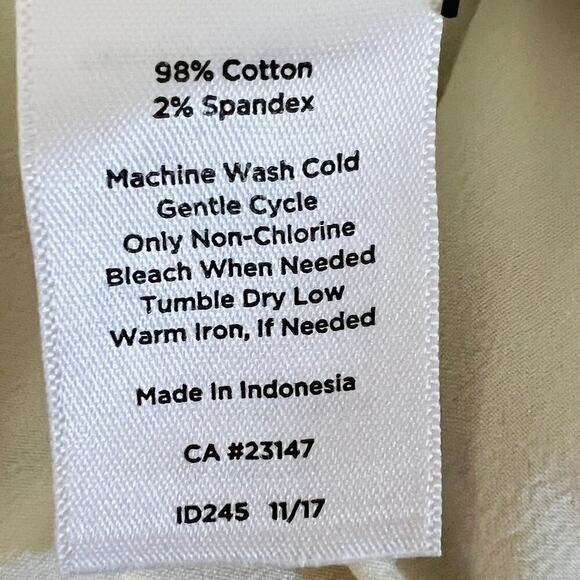 98% Cotton
2% Spandex
Machine Wash Cold
Gentle Cycle
Only Non-Chlorine
Bleach When Needed
Tumble Dry Low
Warm Iron, If Needed
Made In Indonesia
CA #23147
ID245 11/17